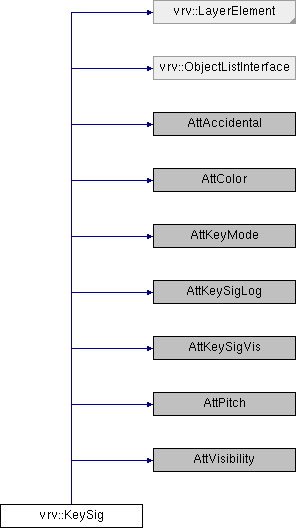 vrv::LayerElement
vrv::ObjectListInterface
AttAccidental
AttColor
AttKeyMode
AttKeySigLog
AttKeySigVis
AttPitch
AttVisibility
vrv::KeySig